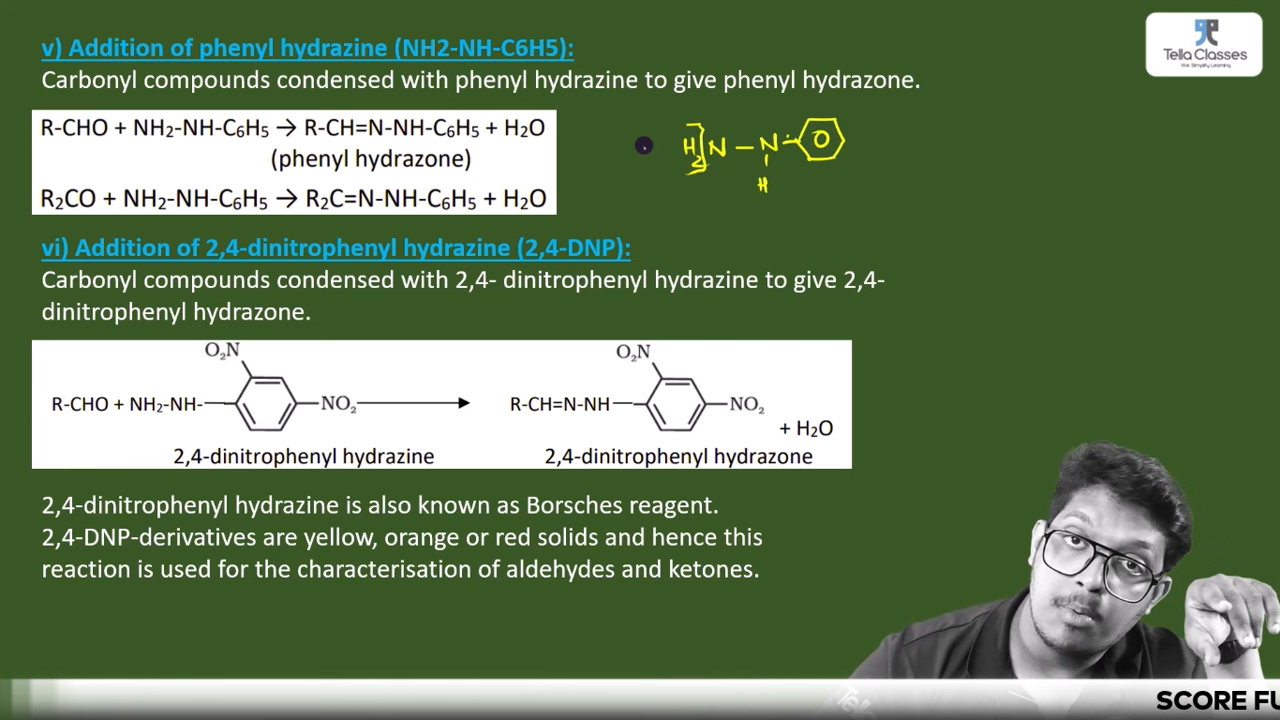 v) Addition of phenyl hydrazine (NH2-NH-C6H5):
Carbonyl compounds condensed with phenyl hydrazine to give phenyl hydrazone.
R-CHO + NH₂-NH-C₆H₅ → R-CH=N-NH-C₆H₅ + H₂O
(phenyl hydrazone)
R₂CO + NH₂-NH-C₆H₅ → R₂C=N-NH-C₆H₅ + H₂O
H₂N – N –
H
vi) Addition of 2,4-dinitrophenyl hydrazine (2,4-DNP):
Carbonyl compounds condensed with 2,4- dinitrophenyl hydrazine to give 2,4-
dinitrophenyl hydrazone.
O₂N O₂N
R-CHO + NH₂-NH- NO₂ R-CH=N-NH NO₂
+ H₂O
2,4-dinitrophenyl hydrazine 2,4-dinitrophenyl hydrazone
2,4-dinitrophenyl hydrazine is also known as Borsches reagent.
2,4-DNP-derivatives are yellow, orange or red solids and hence this
reaction is used for the characterisation of aldehydes and ketones.
Tella Classes
SCORE FU